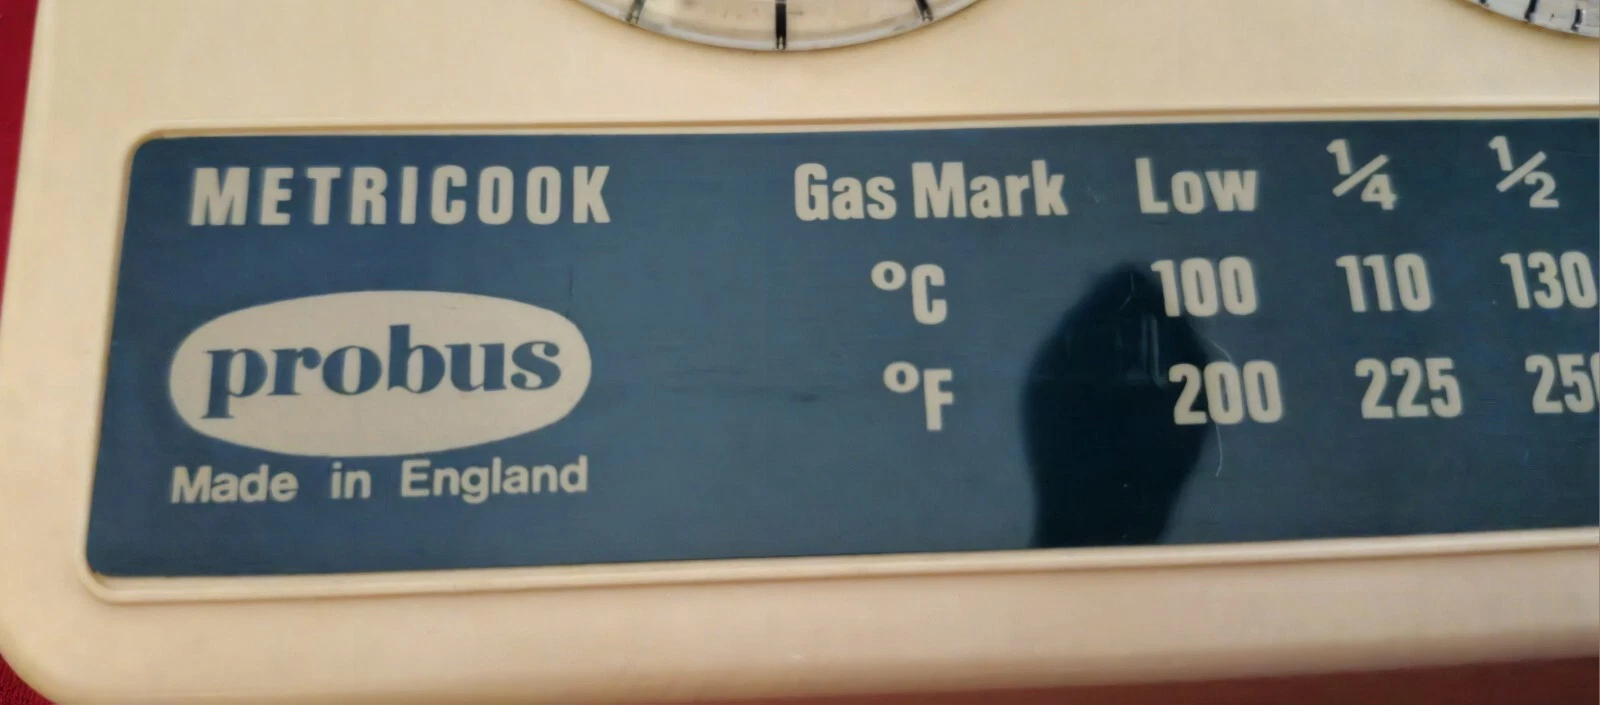 METRICOOK
probus
Made in England
Gas Mark Low 1/4 1/2
°C 100 110 130
°F 200 225